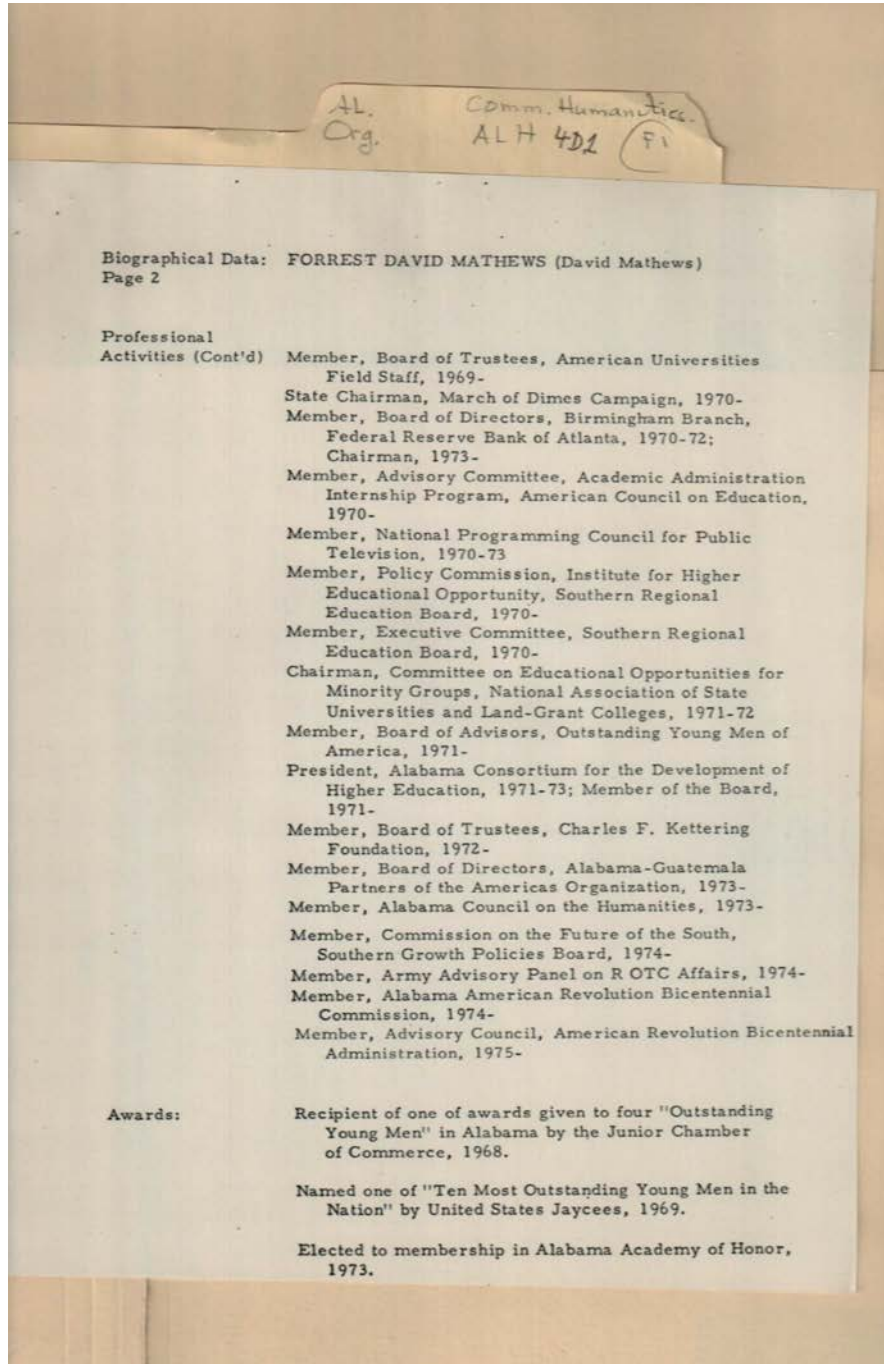 AL. Comm. Humanities.
Org. ALH 4D1 F1
Biographical Data: FORREST DAVID MATHEWS (David Mathews)
Page 2
Professional
Activities (Cont'd) Member, Board of Trustees, American Universities
Field Staff, 1969-
State Chairman, March of Dimes Campaign, 1970-
Member, Board of Directors, Birmingham Branch,
Federal Reserve Bank of Atlanta, 1970-72;
Chairman, 1973-
Member, Advisory Committee, Academic Administration
Internship Program, American Council on Education,
1970-
Member, National Programming Council for Public
Television, 1970-73
Member, Policy Commission, Institute for Higher
Educational Opportunity, Southern Regional
Education Board, 1970-
Member, Executive Committee, Southern Regional
Education Board, 1970-
Chairman, Committee on Educational Opportunities for
Minority Groups, National Association of State
Universities and Land-Grant Colleges, 1971-72
Member, Board of Advisors, Outstanding Young Men of
America, 1971-
President, Alabama Consortium for the Development of
Higher Education, 1971-73; Member of the Board,
1971-
Member, Board of Trustees, Charles F. Kettering
Foundation, 1972-
Member, Board of Directors, Alabama-Guatemala
Partners of the Americas Organization, 1973-
Member, Alabama Council on the Humanities, 1973-
Member, Commission on the Future of the South,
Southern Growth Policies Board, 1974-
Member, Army Advisory Panel on R OTC Affairs, 1974-
Member, Alabama American Revolution Bicentennial
Commission, 1974-
Member, Advisory Council, American Revolution Bicentennial
Administration, 1975-
Awards: Recipient of one of awards given to four "Outstanding
Young Men" in Alabama by the Junior Chamber
of Commerce, 1968.
Named one of "Ten Most Outstanding Young Men in the
Nation" by United States Jaycees, 1969.
Elected to membership in Alabama Academy of Honor,
1973.